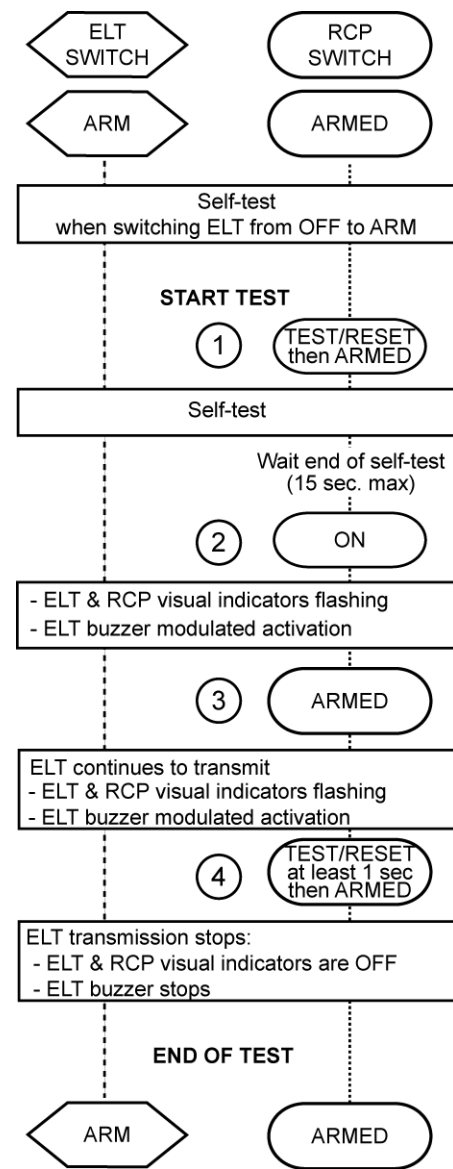 ELT
SWITCH
RCP
SWITCH
ARM
ARMED
Self-test
when switching ELT from OFF to ARM
START TEST
1
TEST/RESET
then ARMED
Self-test
Wait end of self-test
(15 sec. max)
2
ON
- ELT & RCP visual indicators flashing
- ELT buzzer modulated activation
3
ARMED
ELT continues to transmit
- ELT & RCP visual indicators flashing
- ELT buzzer modulated activation
4
TEST/RESET
at least 1 sec
then ARMED
ELT transmission stops:
- ELT & RCP visual indicators are OFF
- ELT buzzer stops
END OF TEST
ARM
ARMED